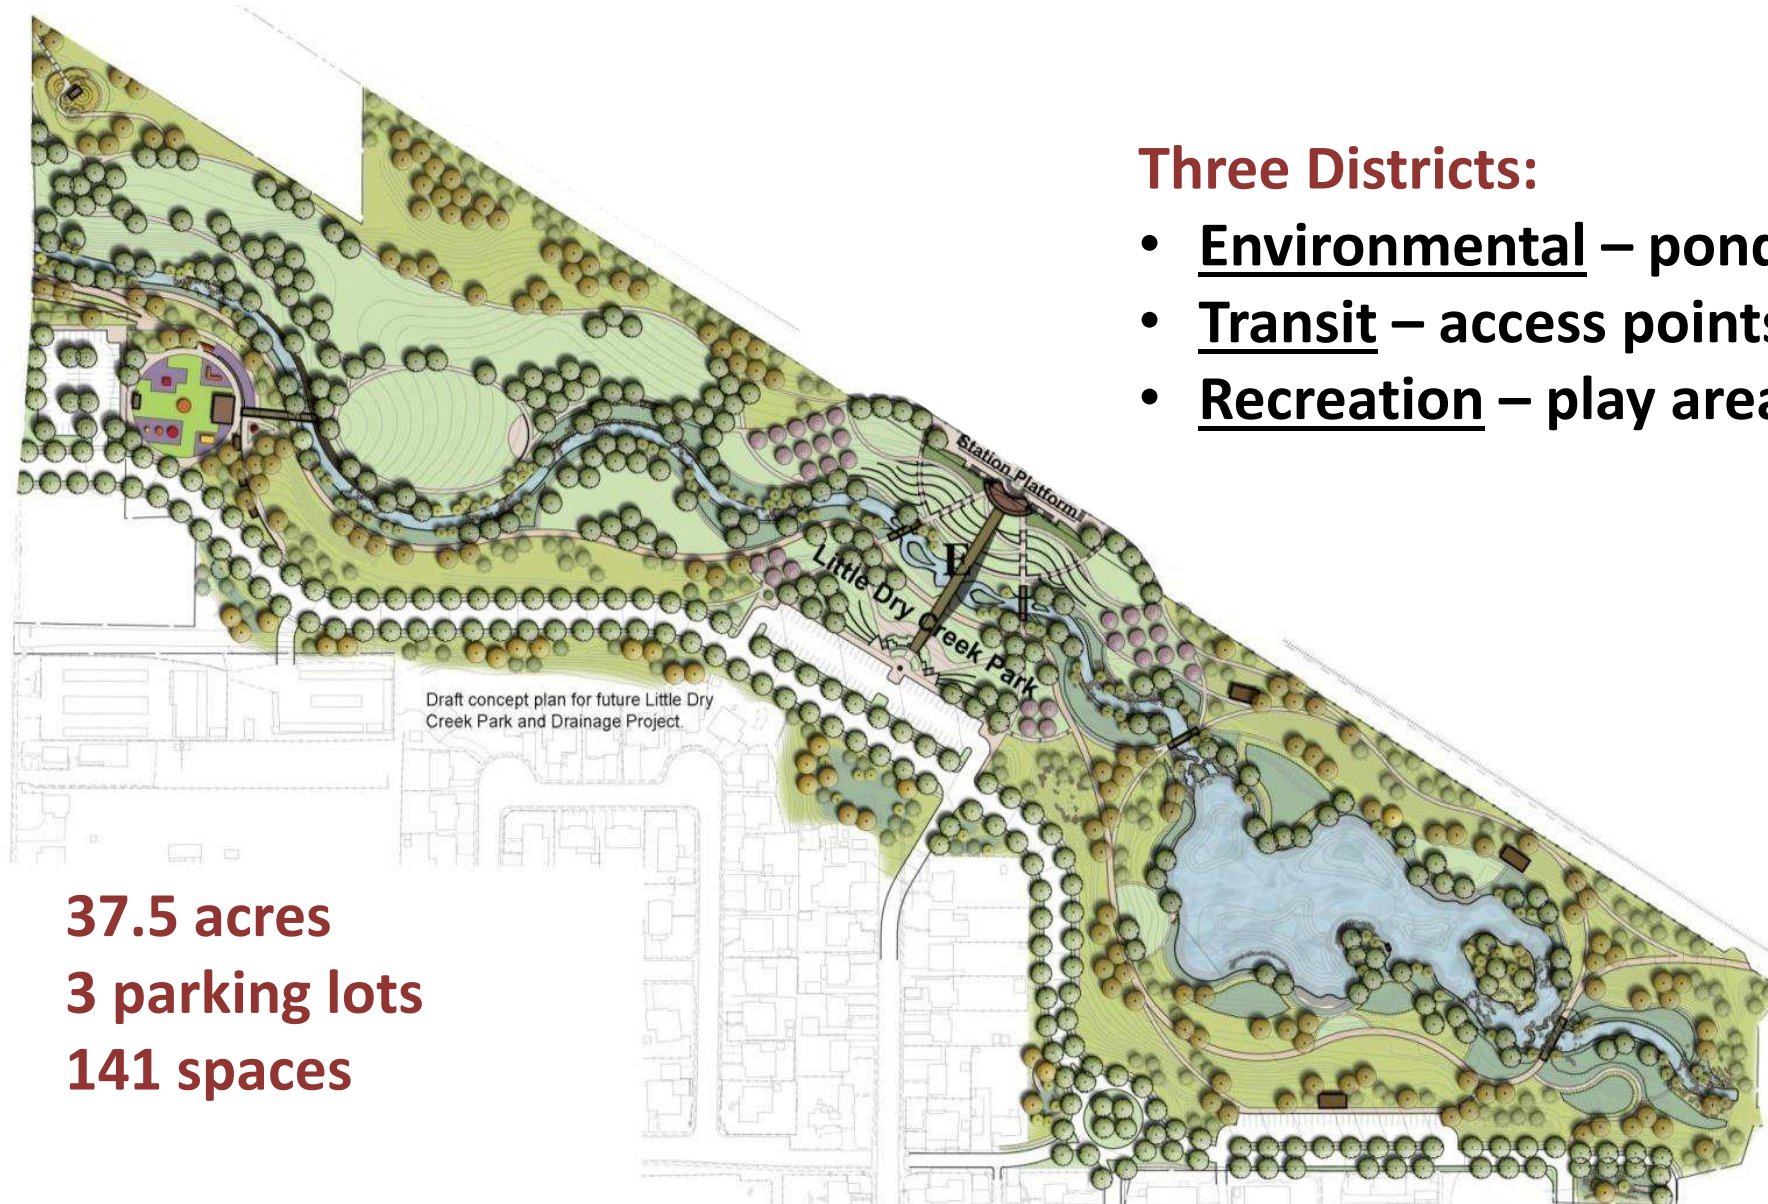 Three Districts:
• Environmental – pond
• Transit – access points
• Recreation – play area
Station Platform
E
Little Dry Creek Park
Draft concept plan for future Little Dry
Creek Park and Drainage Project.
37.5 acres
3 parking lots
141 spaces